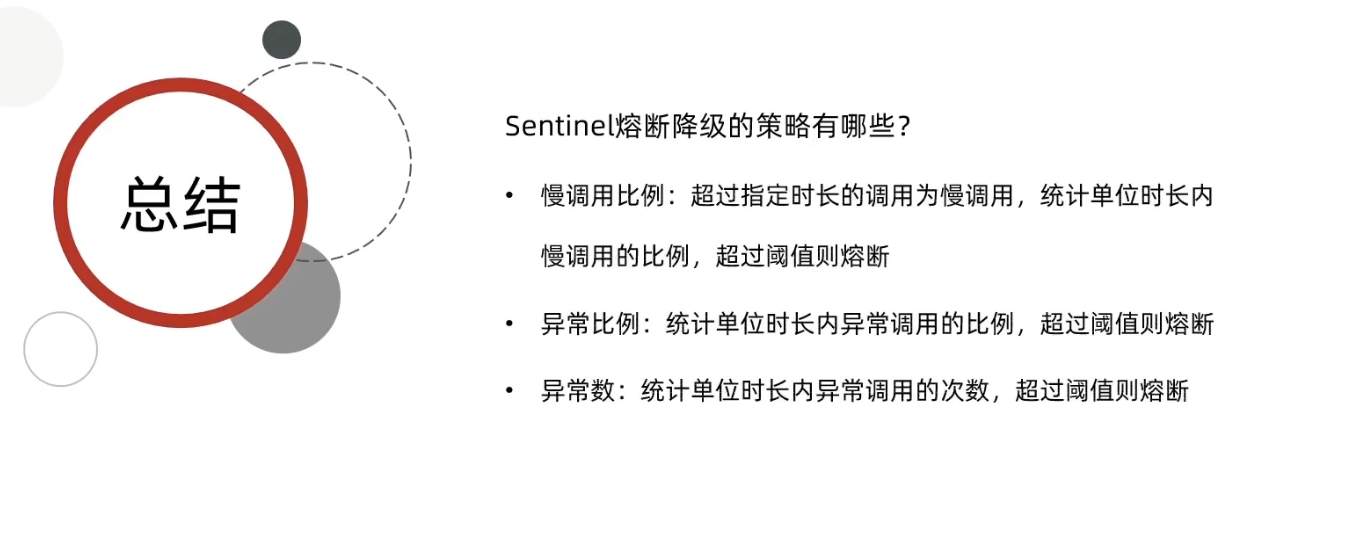 总结
Sentinel熔断降级的策略有哪些？
• 慢调用比例：超过指定时长的调用为慢调用，统计单位时长内
慢调用的比例，超过阈值则熔断
• 异常比例：统计单位时长内异常调用的比例，超过阈值则熔断
• 异常数：统计单位时长内异常调用的次数，超过阈值则熔断